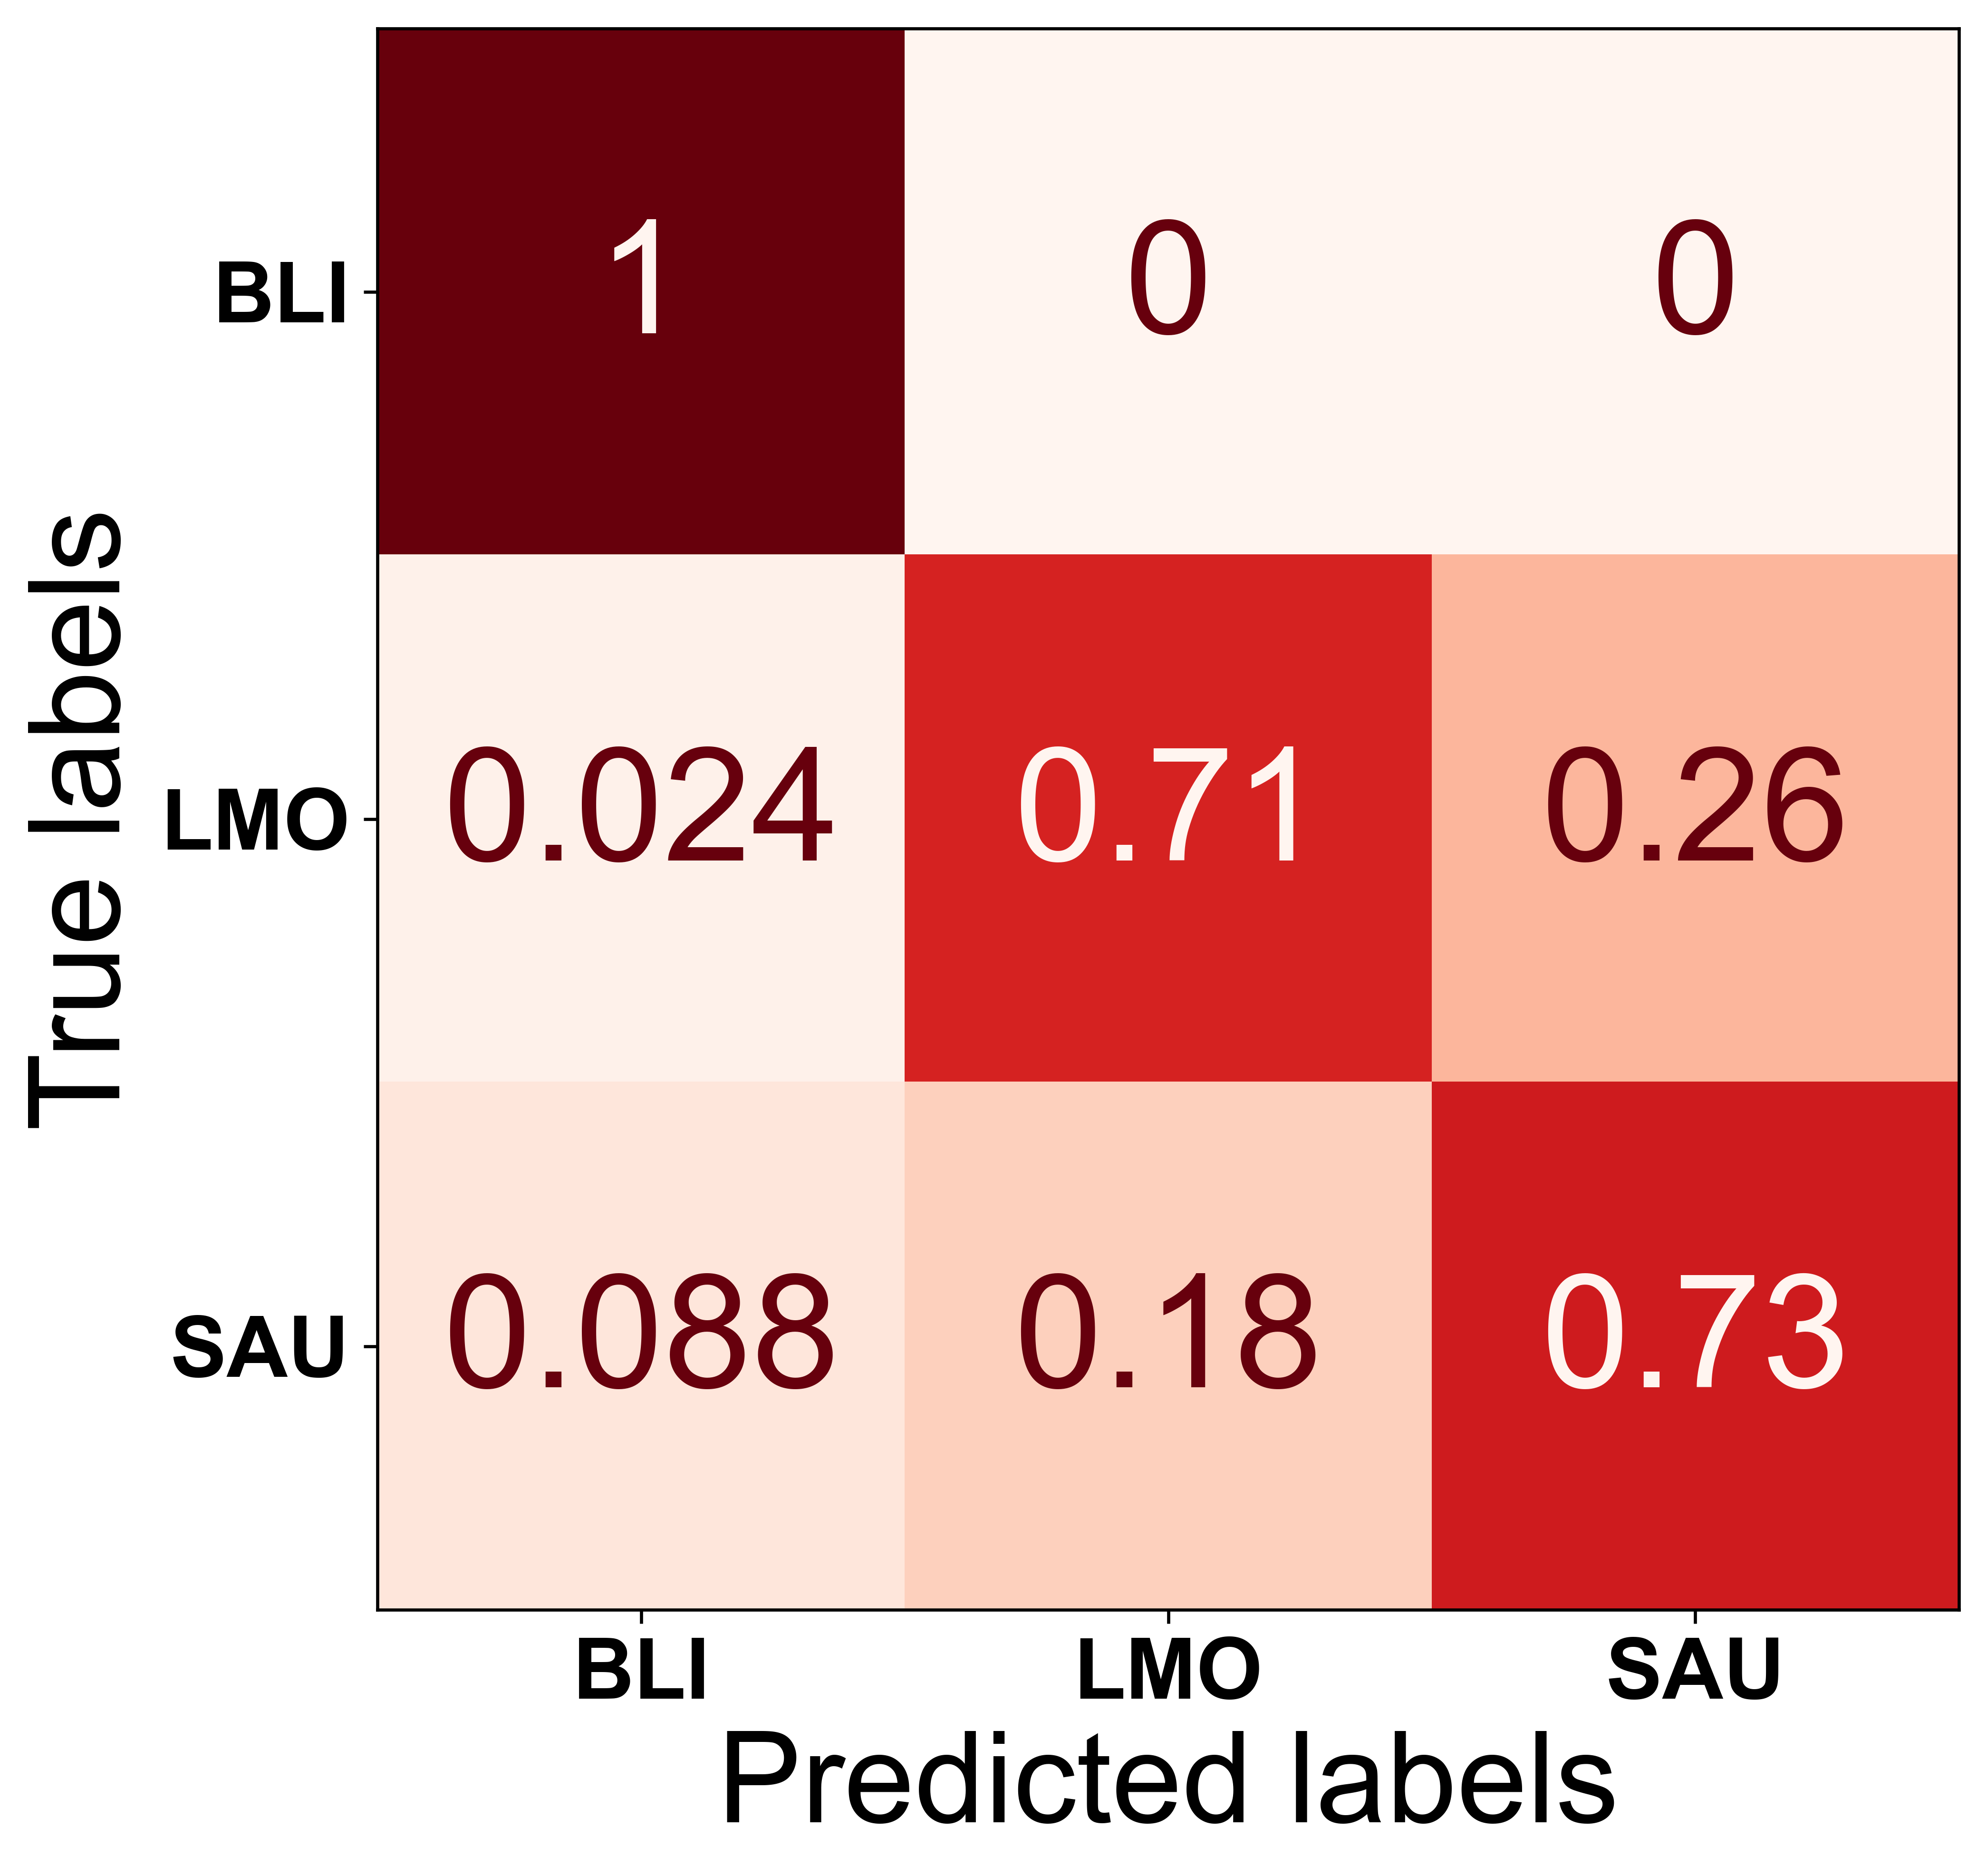 True labels
BLI 1 0 0
LMO 0.024 0.71 0.26
SAU 0.088 0.18 0.73
BLI LMO SAU
Predicted labels